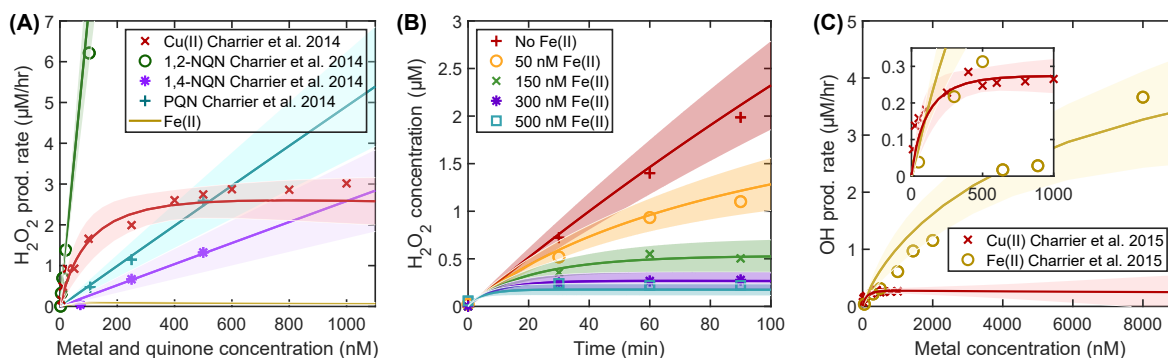 (A)
H2O2 prod. rate (μM/hr)
7
6
5
4
3
2
1
0
Cu(II) Charrier et al. 2014
1,2-NQN Charrier et al. 2014
1,4-NQN Charrier et al. 2014
PQN Charrier et al. 2014
Fe(II)
0 200 400 600 800 1000
Metal and quinone concentration (nM)
(B)
H2O2 concentration (μM)
3
2.5
2
1.5
1
0.5
0
No Fe(II)
50 nM Fe(II)
150 nM Fe(II)
300 nM Fe(II)
500 nM Fe(II)
0 20 40 60 80 100
Time (min)
(C)
OH prod. rate (μM/hr)
5
4
3
2
1
0
0.3
0.2
0.1
0
0 500 1000
Cu(II) Charrier et al. 2015
Fe(II) Charrier et al. 2015
0 2000 4000 6000 8000
Metal concentration (nM)